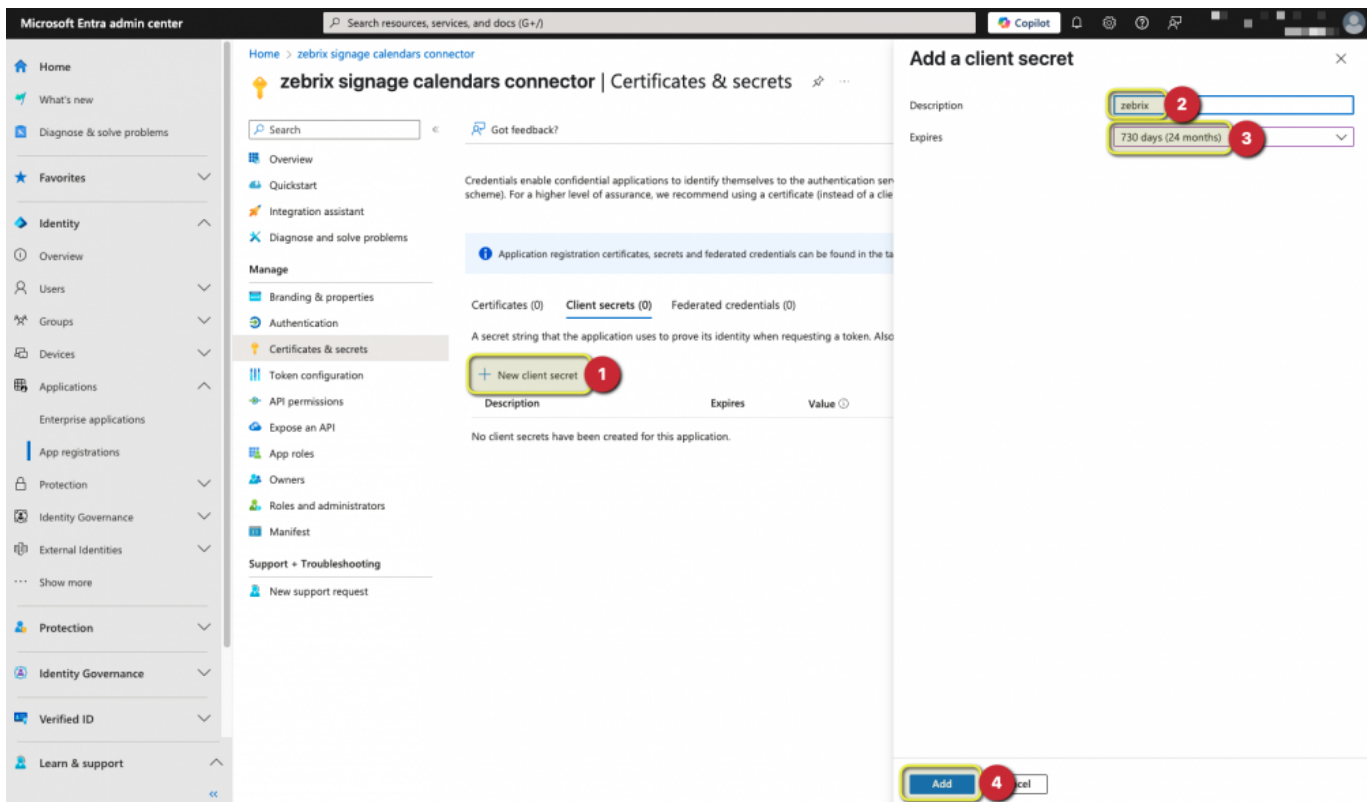 Microsoft Entra admin center
Search resources, services, and docs (G+/)
Copilot
Home
What's new
Diagnose & solve problems
Favorites
Identity
Overview
Users
Groups
Devices
Applications
Enterprise applications
App registrations
Protection
Identity Governance
External Identities
Show more
Protection
Identity Governance
Verified ID
Learn & support
Home > zebrix signage calendars connector
zebrix signage calendars connector | Certificates & secrets
Search
Overview
Quickstart
Integration assistant
Diagnose and solve problems
Manage
Branding & properties
Authentication
Certificates & secrets
Token configuration
API permissions
Expose an API
App roles
Owners
Roles and administrators
Manifest
Support + Troubleshooting
New support request
Got feedback?
Credentials enable confidential applications to identify themselves to the authentication
scheme). For a higher level of assurance, we recommend using a certificate (instead of a
Application registration certificates, secrets and federated credentials can be found in the
Certificates (0) Client secrets (0) Federated credentials (0)
A secret string that the application uses to prove its identity when requesting a token.
+ New client secret 1
Description Expires Value
No client secrets have been created for this application.
Add a client secret
Description zebrix 2
Expires 730 days (24 months) 3
Add 4